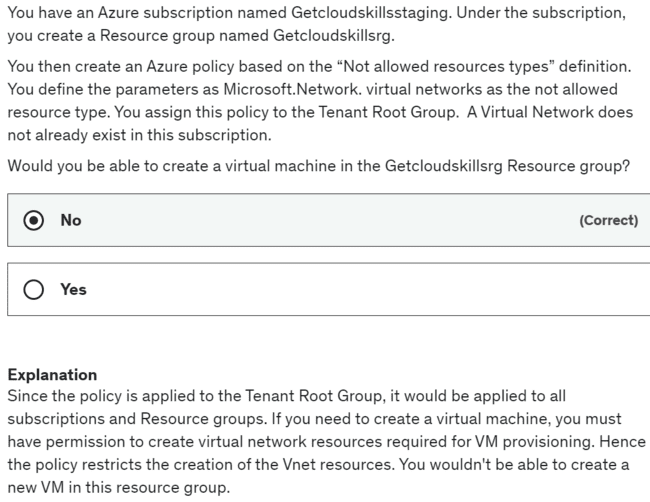 You have an Azure subscription named Getcloudskillsstaging. Under the subscription,
you create a Resource group named Getcloudskillsrg.
You then create an Azure policy based on the “Not allowed resources types” definition.
You define the parameters as Microsoft.Network. virtual networks as the not allowed
resource type. You assign this policy to the Tenant Root Group.  A Virtual Network does
not already exist in this subscription.
Would you be able to create a virtual machine in the Getcloudskillsrg Resource group?
No (Correct)
Yes
Explanation
Since the policy is applied to the Tenant Root Group, it would be applied to all
subscriptions and Resource groups. If you need to create a virtual machine, you must
have permission to create virtual network resources required for VM provisioning. Hence
the policy restricts the creation of the Vnet resources. You wouldn't be able to create a
new VM in this resource group.